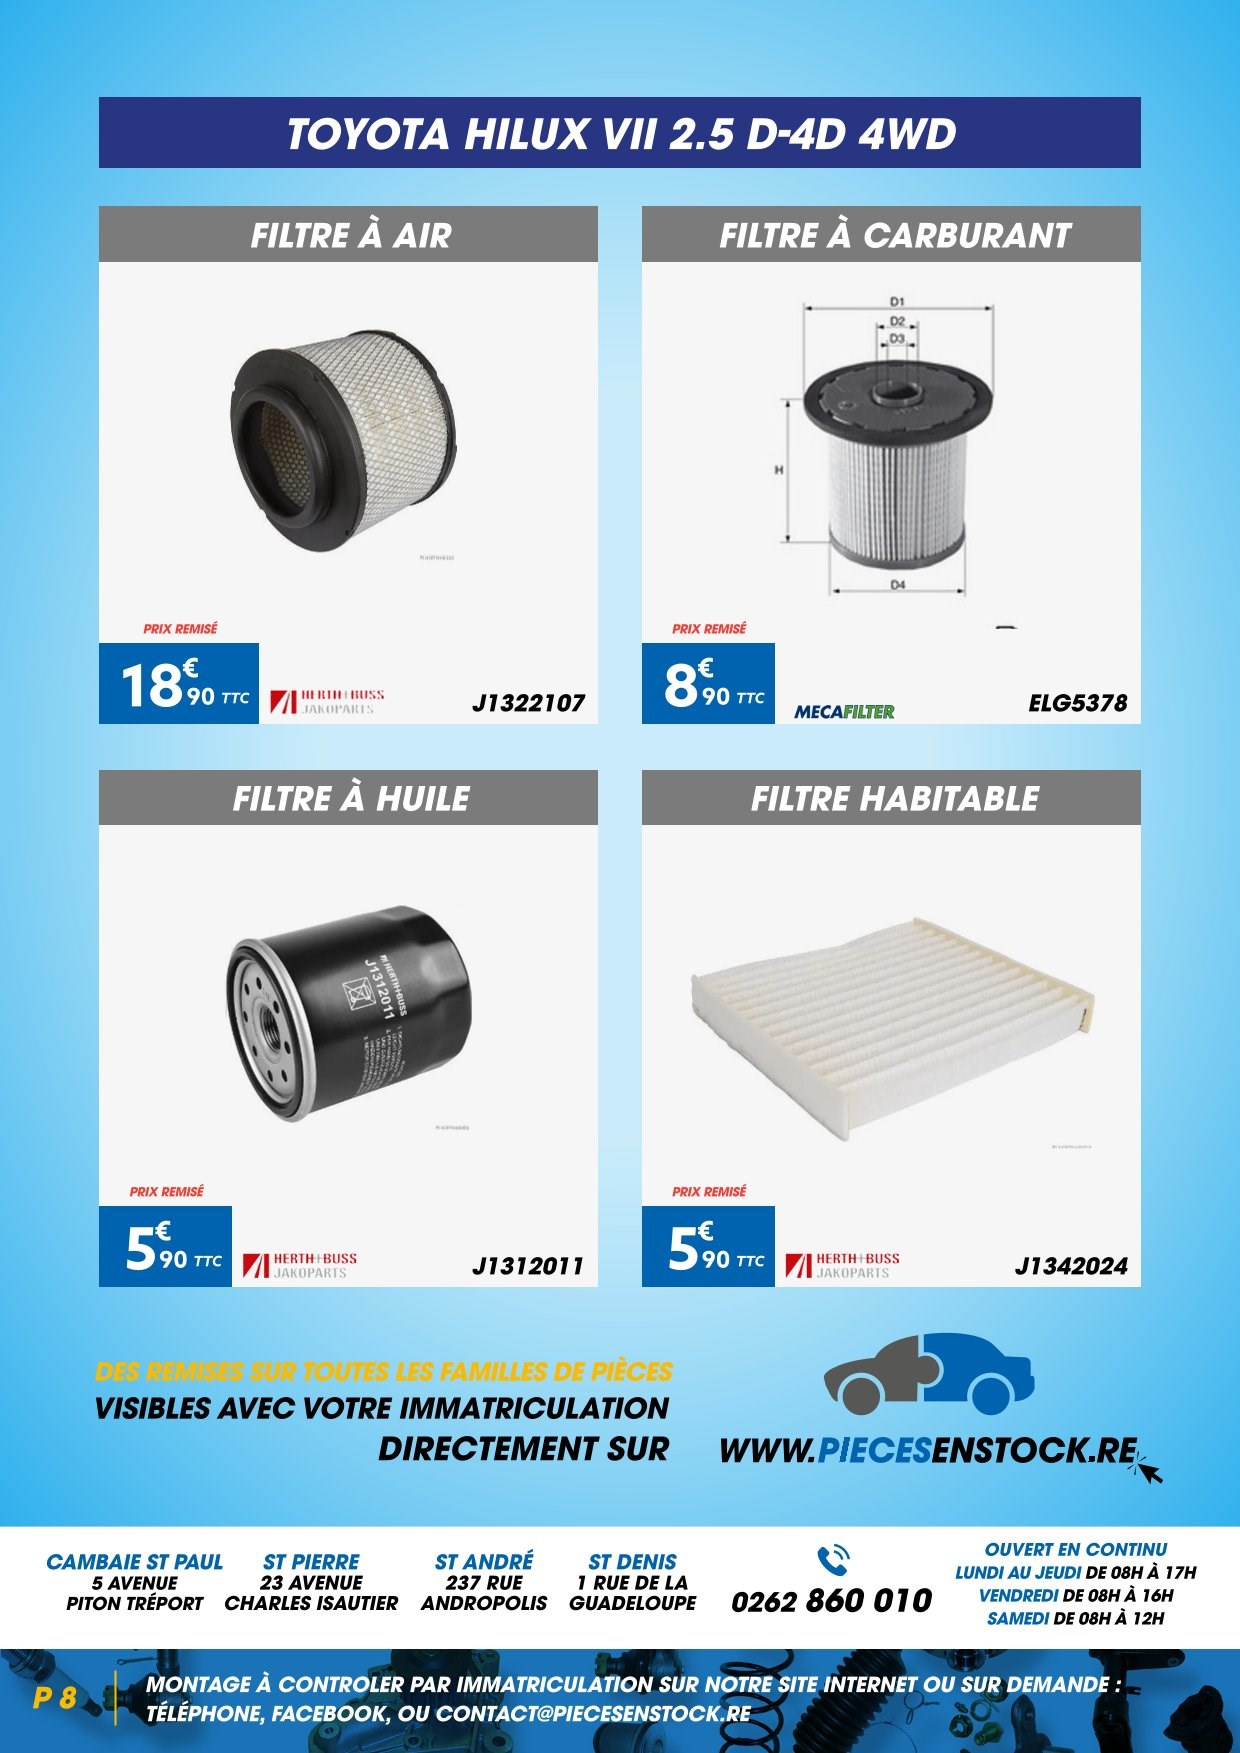 TOYOTA HILUX VII 2.5 D-4D 4WD
FILTRE À AIR
PRIX REMISÉ
18€90 TTC
HERTH+BUSS
JAKOPARTS
J1322107
FILTRE À CARBURANT
D1
D2
D3
H
D4
PRIX REMISÉ
8€90 TTC
MECAFILTER
ELG5378
FILTRE À HUILE
HERTH+BUSS
J1312011
PRIX REMISÉ
5€90 TTC
HERTH+BUSS
JAKOPARTS
J1312011
FILTRE HABITABLE
PRIX REMISÉ
5€90 TTC
HERTH+BUSS
JAKOPARTS
J1342024
DES REMISES SUR TOUTES LES FAMILLES DE PIÈCES
VISIBLES AVEC VOTRE IMMATRICULATION
DIRECTEMENT SUR
WWW.PIECESENSTOCK.RE
CAMBAIE ST PAUL
5 AVENUE
PITON TRÉPORT
ST PIERRE
23 AVENUE
CHARLES ISAUTIER
ST ANDRÉ
237 RUE
ANDROPOLIS
ST DENIS
1 RUE DE LA
GUADELOUPE
0262 860 010
OUVERT EN CONTINU
LUNDI AU JEUDI DE 08H À 17H
VENDREDI DE 08H À 16H
SAMEDI DE 08H À 12H
P 8
MONTAGE À CONTROLER PAR IMMATRICULATION SUR NOTRE SITE INTERNET OU SUR DEMANDE :
TÉLÉPHONE, FACEBOOK, OU CONTACT@PIECESENSTOCK.RE